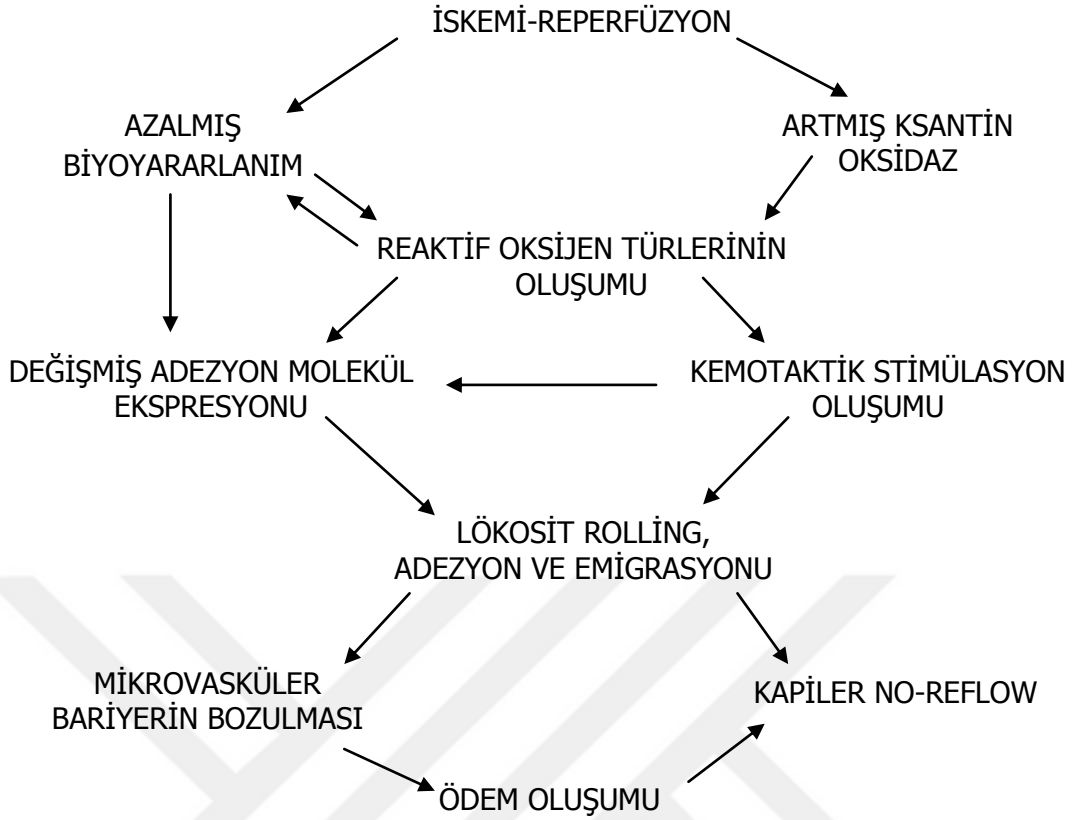 İSKEMİ-REPERFÜZYON
AZALMIŞ
BİYOYARARLANIM
ARTMIŞ KSANTİN
OKSİDAZ
REAKTİF OKSİJEN TÜRLERİNİN
OLUŞUMU
DEĞİŞMİŞ ADEZYON MOLEKÜL
EKSPRESYONU
KEMOTAKTİK STİMÜLASYON
OLUŞUMU
LÖKOSİT ROLLİNG,
ADEZYON VE EMİGRASYONU
MİKROVASKÜLER
BARİYERİN BOZULMASI
KAPİLER NO-REFLOW
ÖDEM OLUŞUMU